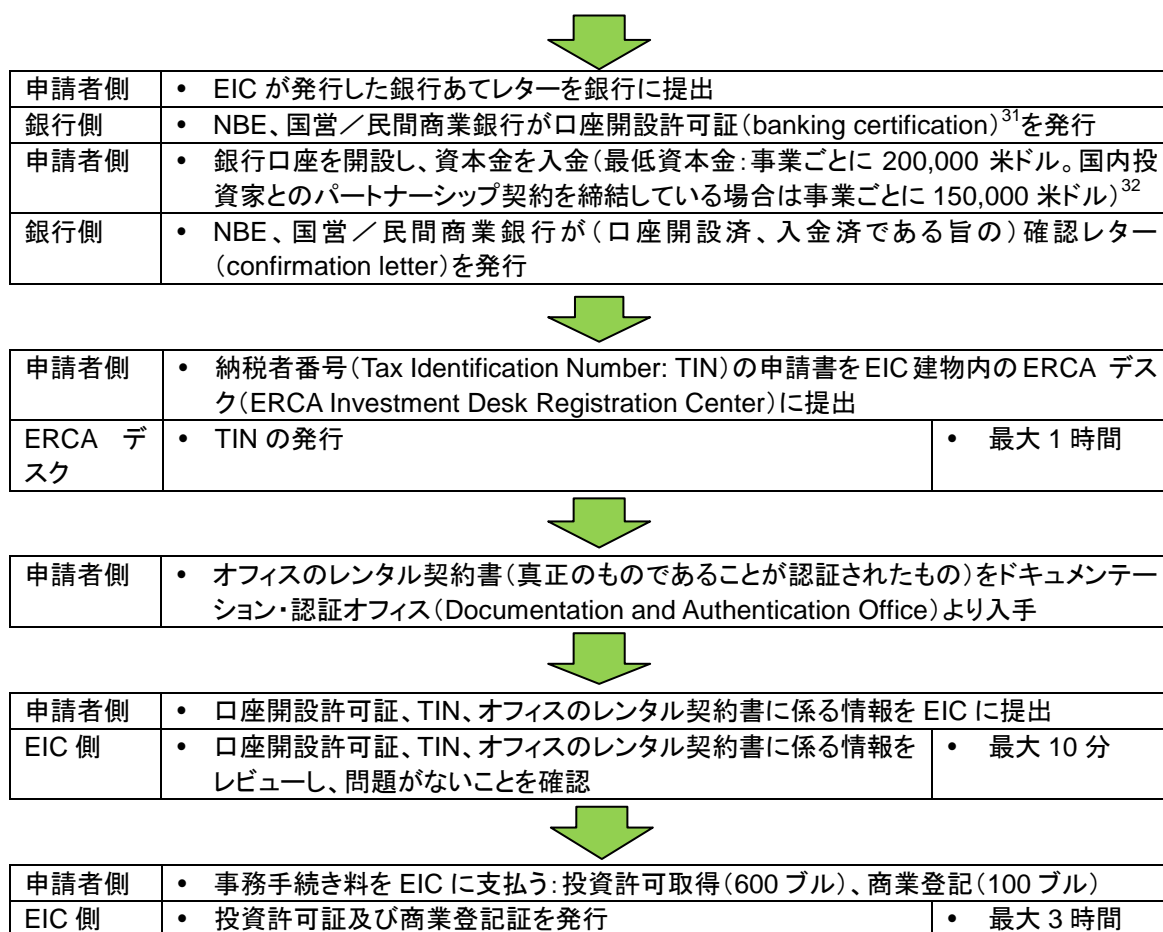 申請者側 • EIC が発行した銀行あてレターを銀行に提出
銀行側 • NBE、国営／民間商業銀行が口座開設許可証（banking certification）31を発行
申請者側 • 銀行口座を開設し、資本金を入金（最低資本金：事業ごとに 200,000 米ドル。国内投
資家とのパートナーシップ契約を締結している場合は事業ごとに 150,000 米ドル）32
銀行側 • NBE、国営／民間商業銀行が（口座開設済、入金済である旨の）確認レター
（confirmation letter）を発行
申請者側 • 納税者番号（Tax Identification Number: TIN）の申請書を EIC 建物内の ERCA デス
ク（ERCA Investment Desk Registration Center）に提出
ERCA デ • TIN の発行 • 最大 1 時間
スク
申請者側 • オフィスのレンタル契約書（真正のものであることが認証されたもの）をドキュメンテー
ション・認証オフィス（Documentation and Authentication Office）より入手
申請者側 • 口座開設許可証、TIN、オフィスのレンタル契約書に係る情報を EIC に提出
EIC 側 • 口座開設許可証、TIN、オフィスのレンタル契約書に係る情報を • 最大 10 分
レビューし、問題がないことを確認
申請者側 • 事務手続き料を EIC に支払う：投資許可取得（600 ブル）、商業登記（100 ブル）
EIC 側 • 投資許可証及び商業登記証を発行 • 最大 3 時間